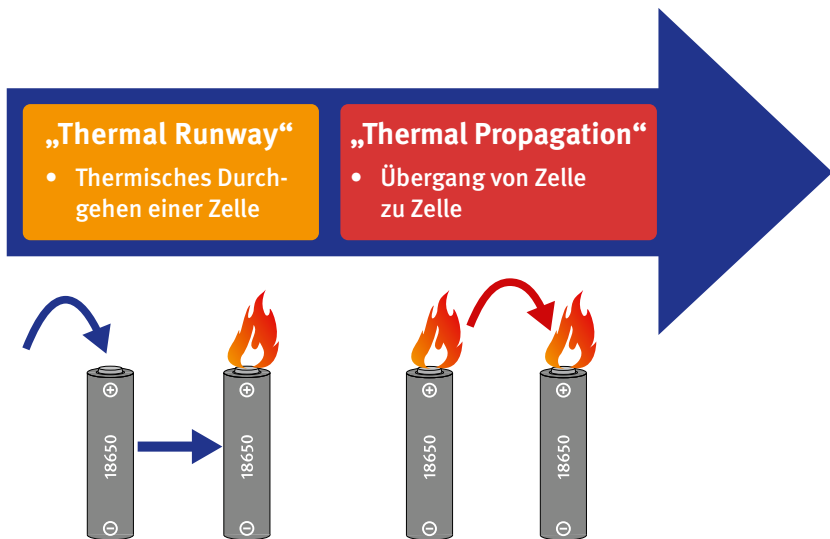 „Thermal Runway“
• Thermisches Durch-
gehen einer Zelle
„Thermal Propagation“
• Übergang von Zelle
zu Zelle
+
18650
−
+
18650
−
+
18650
−
+
18650
−